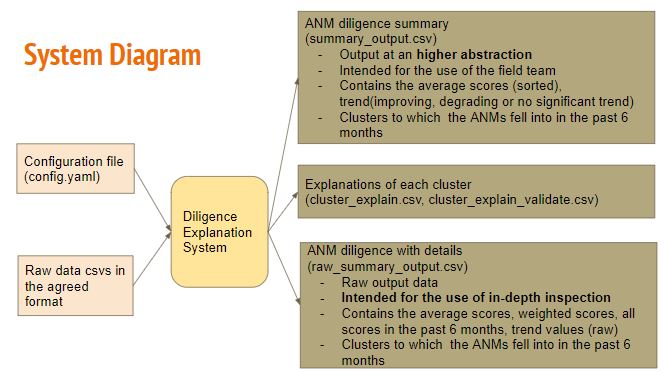 System Diagram
Configuration file
(config.yaml)
Raw data csvs in
the agreed
format
Diligence
Explanation
System
ANM diligence summary
(summary_output.csv)
- Output at an higher abstraction
- Intended for the use of the field team
- Contains the average scores (sorted),
trend(improving, degrading or no significant trend)
- Clusters to which the ANMs fell into in the past 6
months
Explanations of each cluster
(cluster_explain.csv, cluster_explain_validate.csv)
ANM diligence with details
(raw_summary_output.csv)
- Raw output data
- Intended for the use of in-depth inspection
- Contains the average scores, weighted scores, all
scores in the past 6 months, trend values (raw)
- Clusters to which the ANMs fell into in the past 6
months